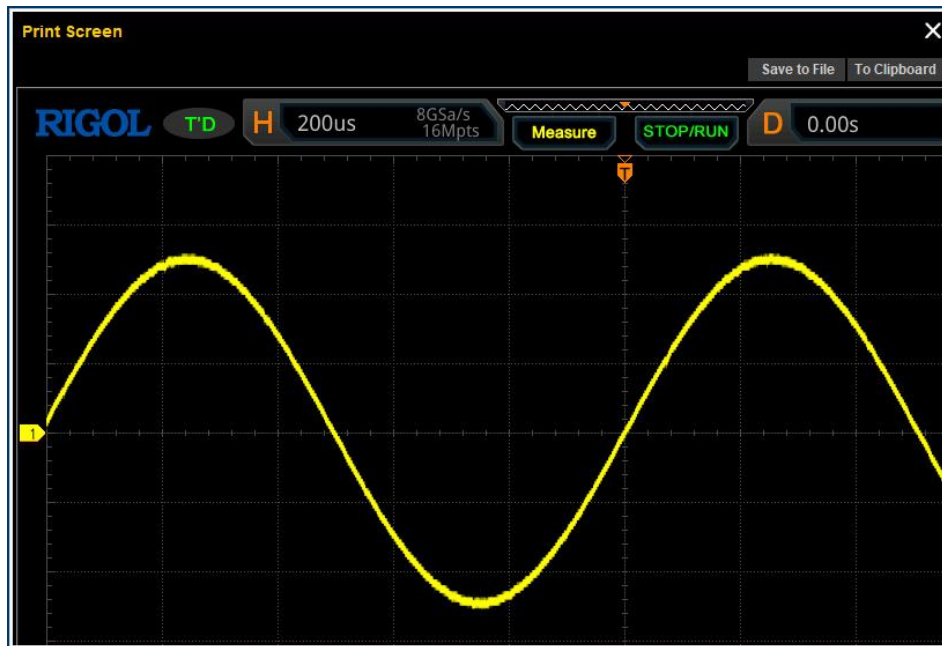 Print Screen
Save to File To Clipboard
RIGOL T'D H 200us 8GSa/s 16Mpts Measure STOP/RUN D 0.00s
T
1